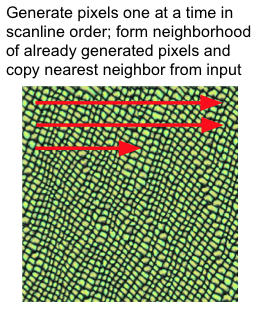 Generate pixels one at a time in
scanline order; form neighborhood
of already generated pixels and
copy nearest neighbor from input